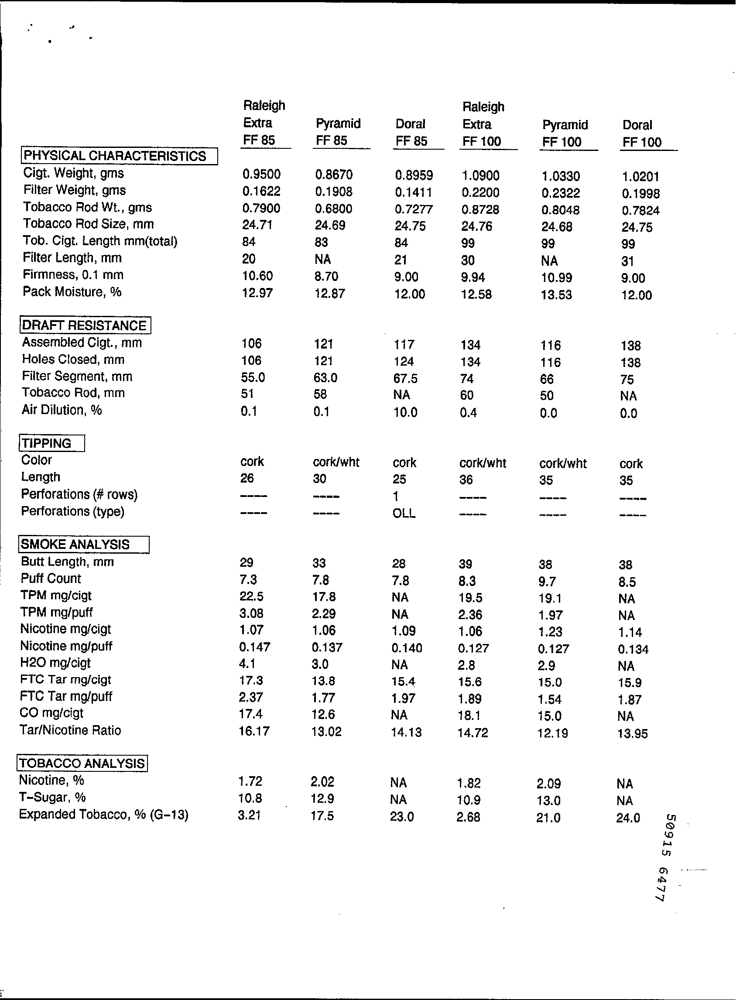 Raleigh Raleigh
Extra Pyramid Doral Extra Pyramid Doral
FF 85 FF 85 FF 85 FF 100 FF 100 FF 100
PHYSICAL CHARACTERISTICS
Cigt. Weight, gms 0.9500 0.8670 0.8959 1.0900 1.0330 1.0201
Filter Weight, gms 0.1622 0.1908 0.1411 0.2200 0.2322 0.1998
Tobacco Rod Wt., gms 0.7900 0.6800 0.7277 0.8728 0.8048 0.7824
Tobacco Rod Size, mm 24.71 24.69 24.75 24.76 24.68 24.75
Tob. Cigt. Length mm(total) 84 83 84 99 99 99
Filter Length, mm 20 NA 21 30 NA 31
Firmness, 0.1 mm 10.60 8.70 9.00 9.94 10.99 9.00
Pack Moisture, % 12.97 12.87 12.00 12.58 13.53 12.00
DRAFT RESISTANCE
Assembled Cigt., mm 106 121 117 134 116 138
Holes Closed, mm 106 121 124 134 116 138
Filter Segment, mm 55.0 63.0 67.5 74 66 75
Tobacco Rod, mm 51 58 NA 60 50 NA
Air Dilution, % 0.1 0.1 10.0 0.4 0.0 0.0
TIPPING
Color cork cork/wht cork cork/wht cork/wht cork
Length 26 30 25 36 35 35
Perforations (# rows) ---- ---- 1 ---- ---- ----
Perforations (type) ---- ---- OLL ---- ---- ----
SMOKE ANALYSIS
Butt Length, mm 29 33 28 39 38 38
Puff Count 7.3 7.8 7.8 8.3 9.7 8.5
TPM mg/cigt 22.5 17.8 NA 19.5 19.1 NA
TPM mg/puff 3.08 2.29 NA 2.36 1.97 NA
Nicotine mg/cigt 1.07 1.06 1.09 1.06 1.23 1.14
Nicotine mg/puff 0.147 0.137 0.140 0.127 0.127 0.134
H2O mg/cigt 4.1 3.0 NA 2.8 2.9 NA
FTC Tar mg/cigt 17.3 13.8 15.4 15.6 15.0 15.9
FTC Tar mg/puff 2.37 1.77 1.97 1.89 1.54 1.87
CO mg/cigt 17.4 12.6 NA 18.1 15.0 NA
Tar/Nicotine Ratio 16.17 13.02 14.13 14.72 12.19 13.95
TOBACCO ANALYSIS
Nicotine, % 1.72 2.02 NA 1.82 2.09 NA
T-Sugar, % 10.8 12.9 NA 10.9 13.0 NA
Expanded Tobacco, % (G-13) 3.21 17.5 23.0 2.68 21.0 24.0
50915 6477